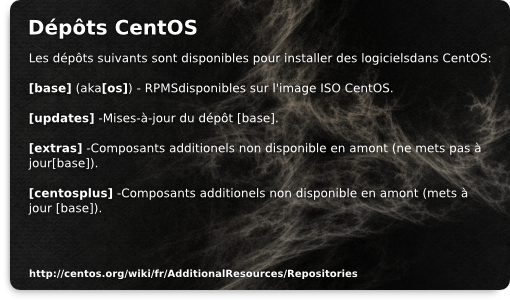 Dépôts CentOS
Les dépôts suivants sont disponibles pour installer des logicielsdans CentOS:
[base] (aka[os]) - RPMSdisponibles sur l'image ISO CentOS.
[updates] -Mises-à-jour du dépôt [base].
[extras] -Composants additionels non disponible en amont (ne mets pas à
jour[base]).
[centosplus] -Composants additionels non disponible en amont (mets à
jour [base]).
http://centos.org/wiki/fr/AdditionalResources/Repositories